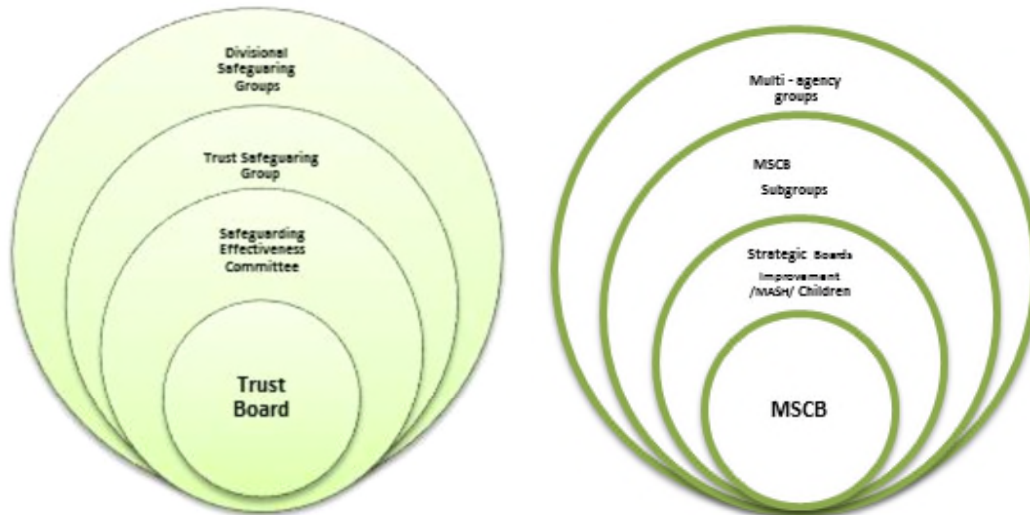 Divisional
Safeguaring
Groups
Trust Safeguaring
Group
Safeguarding
Effectiveness
Committee
Trust
Board
Multi - agency
groups
MSCB
Subgroups
Strategic Boards
Improvement
/MASH/ Children
MSCB